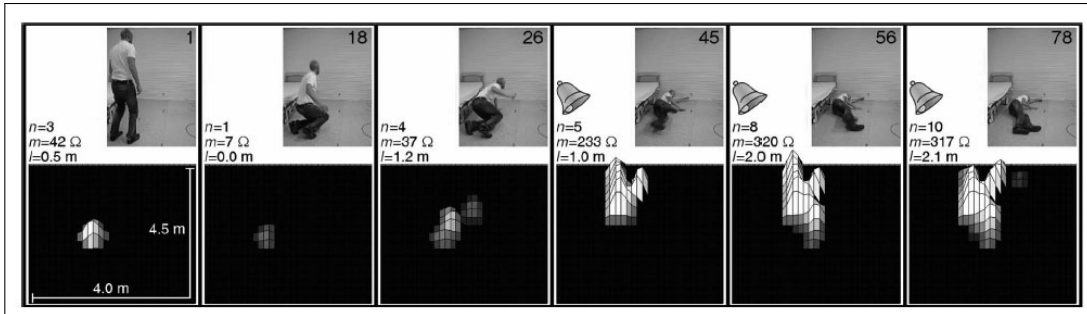 1
n=3
m=42 Ω
l=0.5 m
4.5 m
4.0 m
18
n=1
m=7 Ω
l=0.0 m
26
n=4
m=37 Ω
l=1.2 m
45
n=5
m=233 Ω
l=1.0 m
56
n=8
m=320 Ω
l=2.0 m
78
n=10
m=317 Ω
l=2.1 m